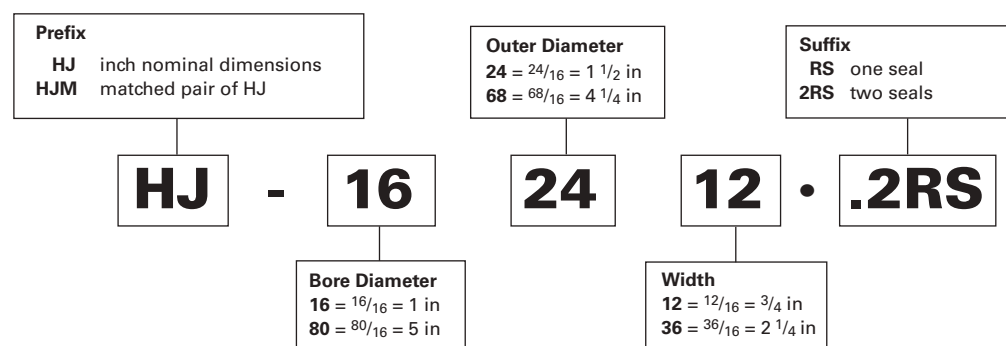 Prefix
HJ inch nominal dimensions
HJM matched pair of HJ
Outer Diameter
24 = 24/16 = 1 1/2 in
68 = 68/16 = 4 1/4 in
Suffix
RS one seal
2RS two seals
HJ - 16 24 12 • .2RS
Bore Diameter
16 = 16/16 = 1 in
80 = 80/16 = 5 in
Width
12 = 12/16 = 3/4 in
36 = 36/16 = 2 1/4 in